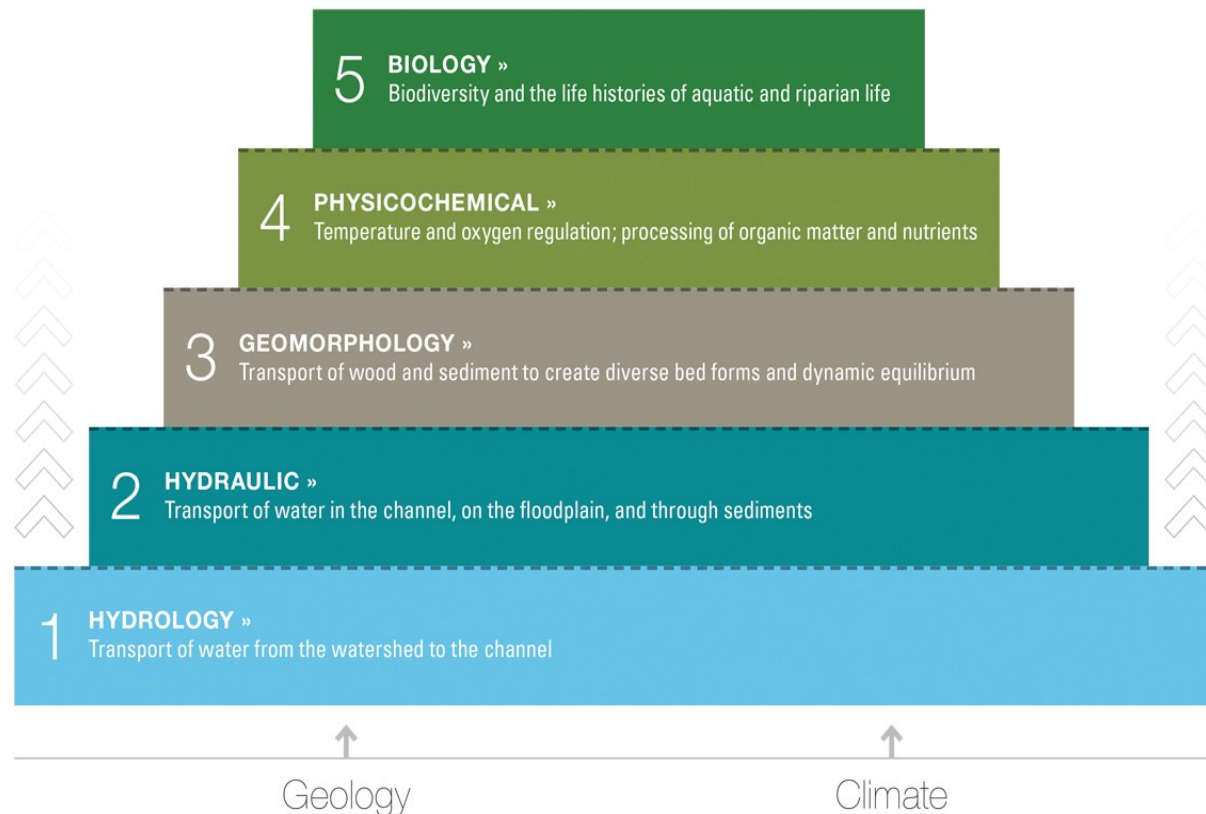 5 BIOLOGY »
Biodiversity and the life histories of aquatic and riparian life
4 PHYSICOCHEMICAL »
Temperature and oxygen regulation; processing of organic matter and nutrients
3 GEOMORPHOLOGY »
Transport of wood and sediment to create diverse bed forms and dynamic equilibrium
2 HYDRAULIC »
Transport of water in the channel, on the floodplain, and through sediments
1 HYDROLOGY »
Transport of water from the watershed to the channel
Geology
Climate